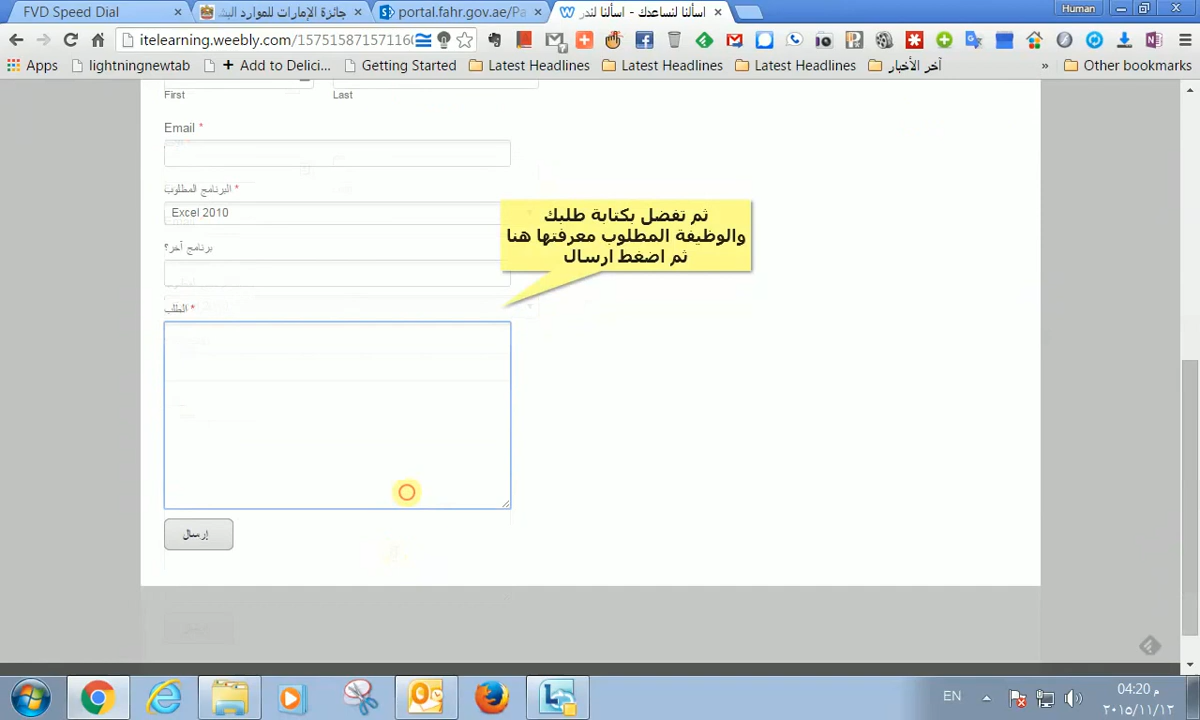 FVD Speed Dial
جائزة الإمارات للموارد البش
portal.fahr.gov.ae/Pa
اسألنا لنساعدك - اسألنا لندر
Human
itelearning.weebly.com/15751587157116
Apps
lightningnewtab
+ Add to Delici...
Getting Started
Latest Headlines
Latest Headlines
Latest Headlines
آخر الأخبار
»
Other bookmarks
First
Last
Email *
البرنامج المطلوب *
Excel 2010
برنامج آخر؟
الطلب *
ثم تفضل بكتابة طلبك
والوظيفة المطلوب معرفتها هنا
ثم اضغط ارسال
إرسال
EN
04:20 م
٢٠١٥/١١/١٢